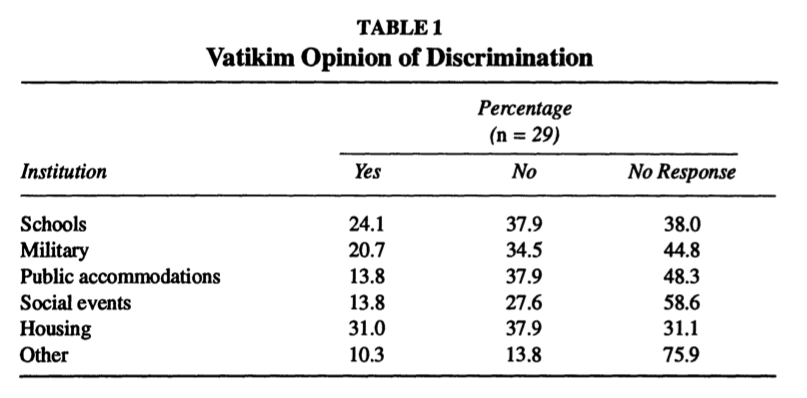 TABLE 1
Vatikim Opinion of Discrimination
Percentage
(n = 29)
Institution Yes No No Response
Schools 24.1 37.9 38.0
Military 20.7 34.5 44.8
Public accommodations 13.8 37.9 48.3
Social events 13.8 27.6 58.6
Housing 31.0 37.9 31.1
Other 10.3 13.8 75.9